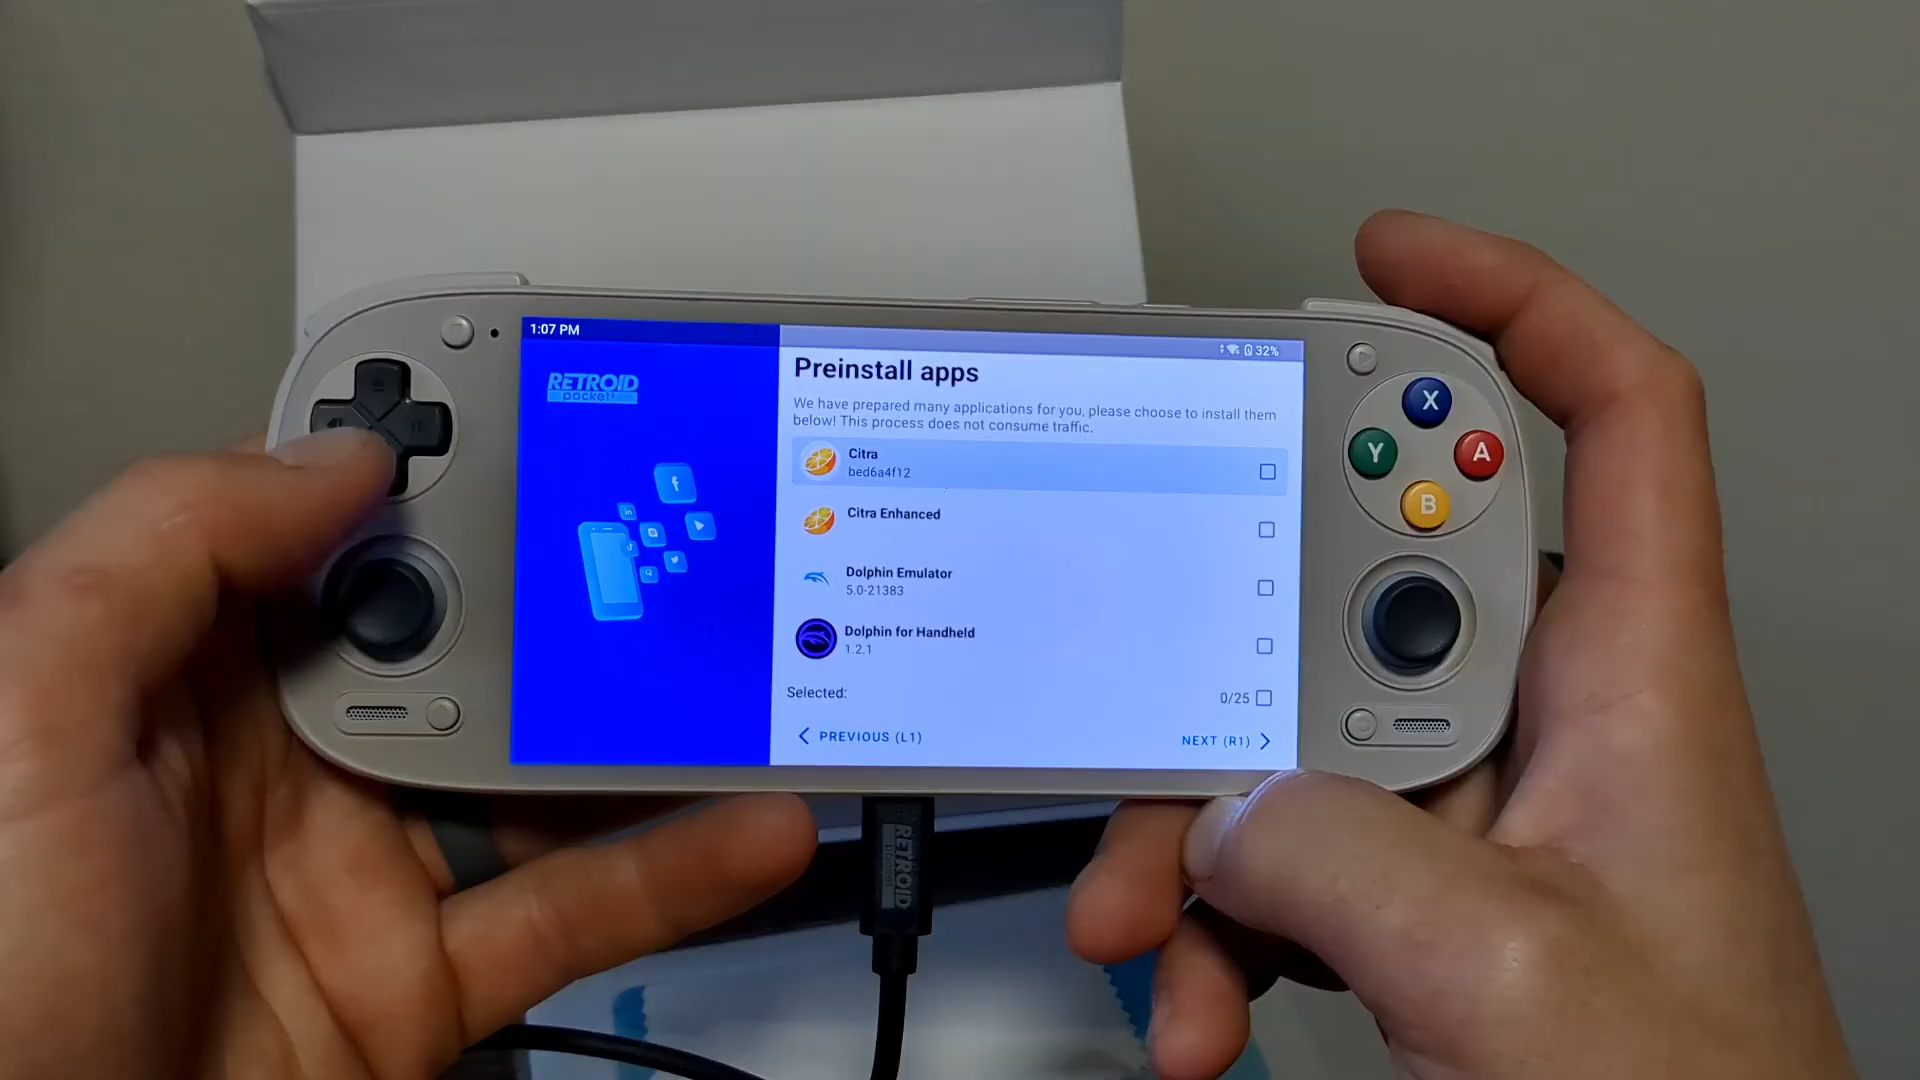 1:07 PM
32%
RETROID
pocket
Preinstall apps
We have prepared many applications for you, please choose to install them
below! This process does not consume traffic.
Citra
bed6a4f12
Citra Enhanced
Dolphin Emulator
5.0-21383
Dolphin for Handheld
1.2.1
Selected:
0/25
PREVIOUS (L1)
NEXT (R1)
X
Y
A
B
RETROID
pocket